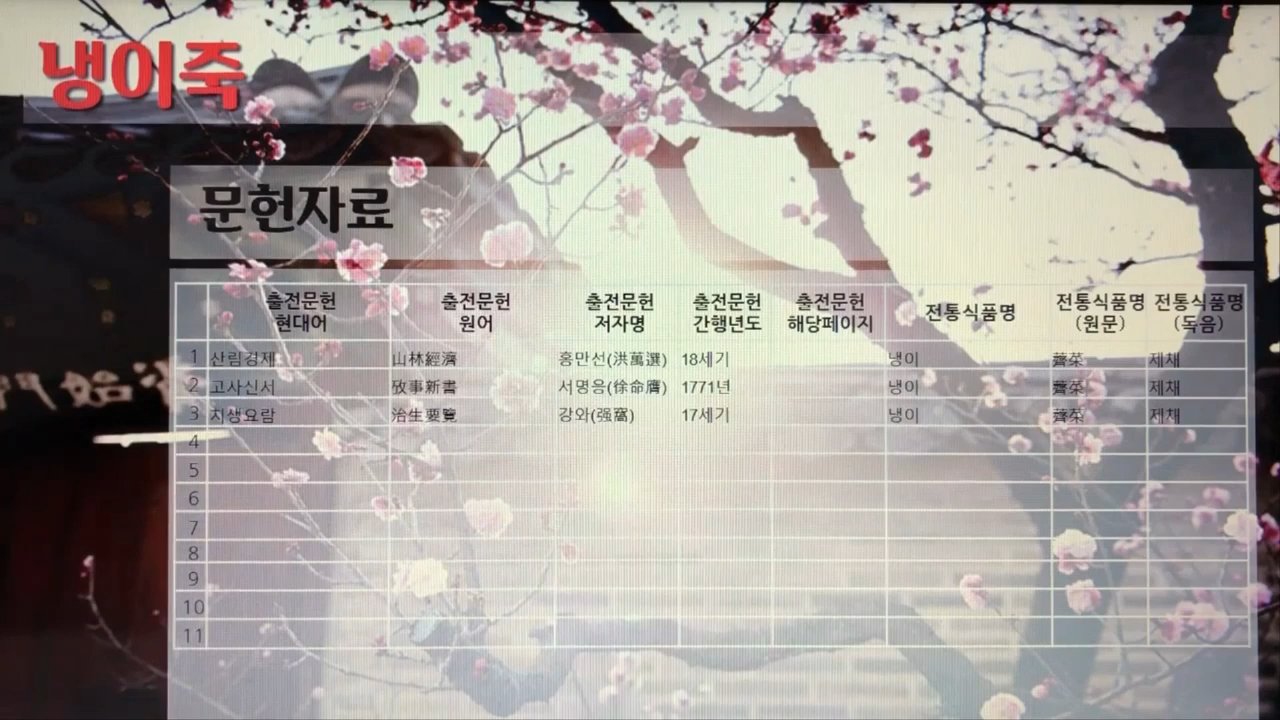 냉이죽
문헌자료
출전문헌 현대어 출전문헌 원어 출전문헌 저자명 출전문헌 간행년도 출전문헌 해당페이지 전통식품명 전통식품명 (원문) 전통식품명 (독음)
1 산림경제 山林經濟 홍만선(洪萬選) 18세기 냉이 薺菜 제채
2 고사신서 攷事新書 서명응(徐命膺) 1771년 냉이 薺菜 제채
3 치생요람 治生要覽 강와(强窩) 17세기 냉이 薺菜 제채
4
5
6
7
8
9
10
11
門 始